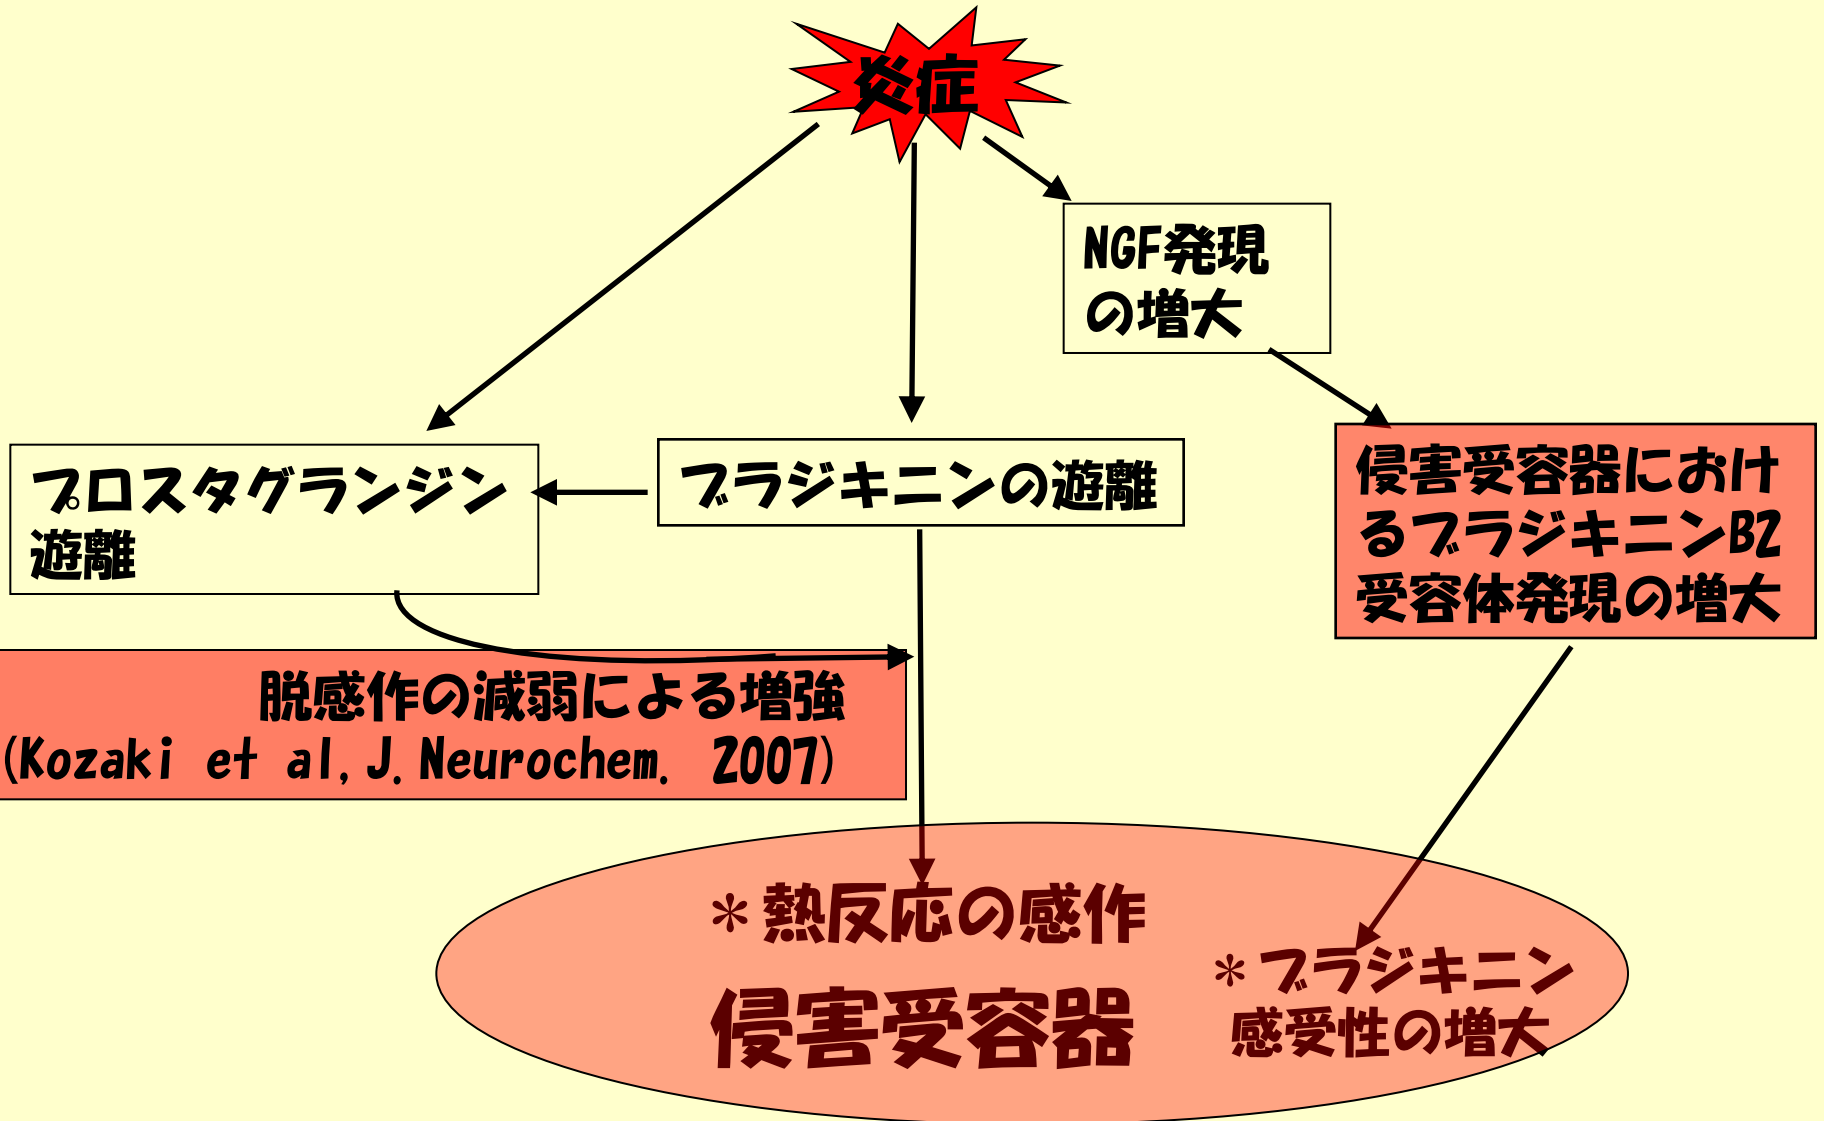 炎症
NGF発現
の増大
プロスタグランジン
遊離
ブラジキニンの遊離
侵害受容器におけ
るブラジキニンB2
受容体発現の増大
脱感作の減弱による増強
(Kozaki et al,J.Neurochem. 2007)
＊熱反応の感作
侵害受容器
＊ブラジキニン
感受性の増大